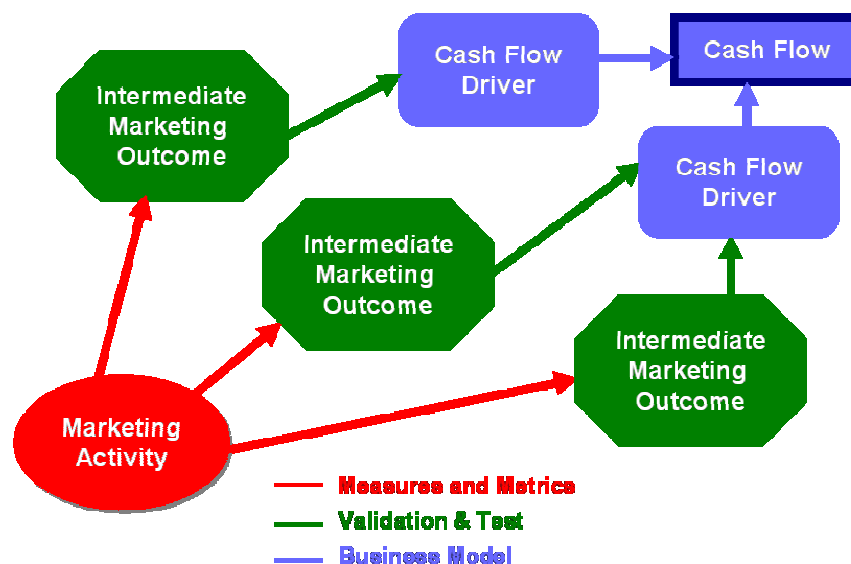 Cash Flow
Driver
Cash Flow
Intermediate
Marketing
Outcome
Cash Flow
Driver
Intermediate
Marketing
Outcome
Intermediate
Marketing
Outcome
Marketing
Activity
Measures and Metrics
Validation & Test
Business Model